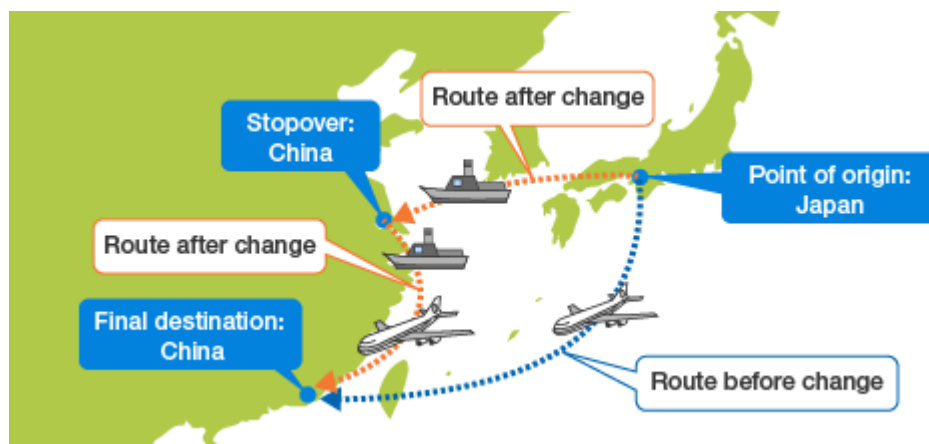 Route after change
Stopover:
China
Point of origin:
Japan
Route after change
Final destination:
China
Route before change